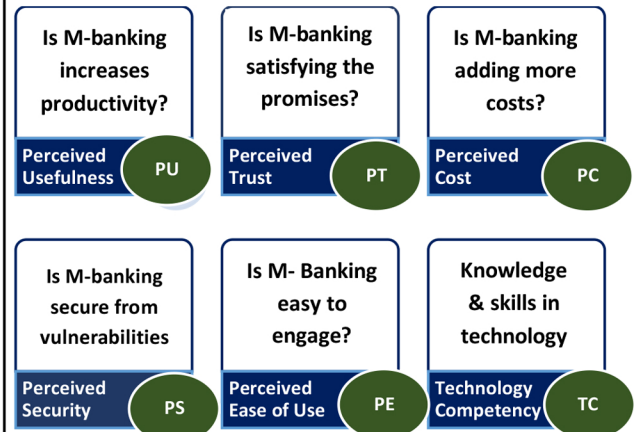 Is M-banking
increases
productivity?
Perceived
Usefulness
PU
Is M-banking
satisfying the
promises?
Perceived
Trust
PT
Is M-banking
adding more
costs?
Perceived
Cost
PC
Is M-banking
secure from
vulnerabilities
Perceived
Security
PS
Is M- Banking
easy to
engage?
Perceived
Ease of Use
PE
Knowledge
& skills in
technology
Technology
Competency
TC